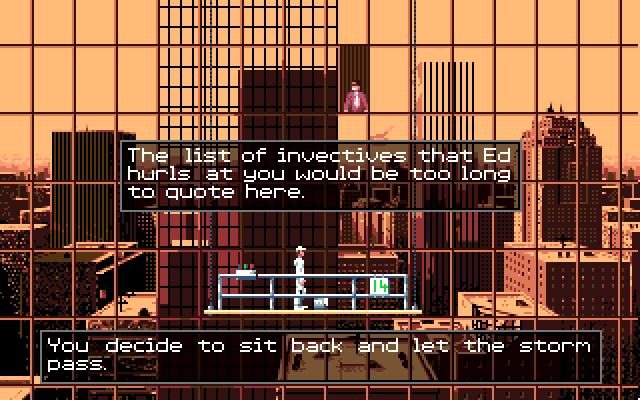 The list of invectives that Ed
hurls at you would be too long
to quote here.
14
You decide to sit back and let the storm
pass.